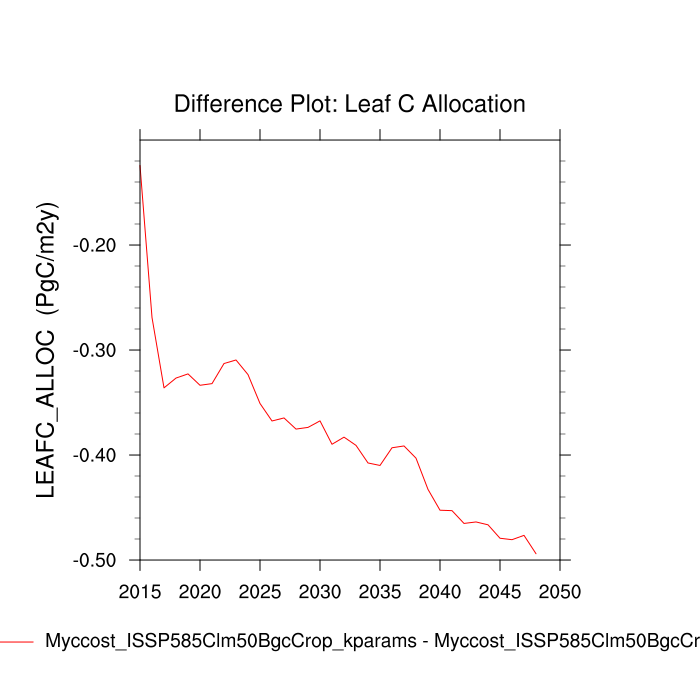 Difference Plot: Leaf C Allocation
LEAFC_ALLOC (PgC/m2y)
-0.20
-0.30
-0.40
-0.50
2015 2020 2025 2030 2035 2040 2045 2050
Myccost_ISSP585Clm50BgcCrop_kparams - Myccost_ISSP585Clm50BgcCr